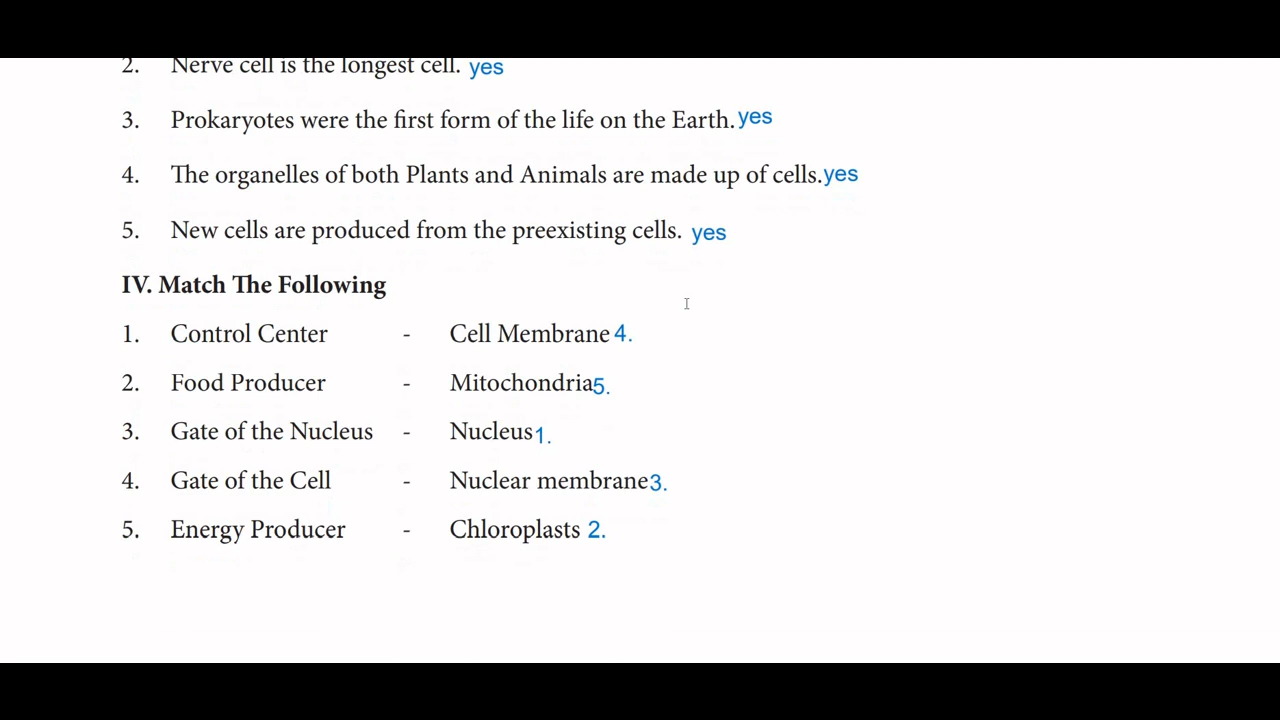 2. Nerve cell is the longest cell. yes
3. Prokaryotes were the first form of the life on the Earth. yes
4. The organelles of both Plants and Animals are made up of cells. yes
5. New cells are produced from the preexisting cells. yes
IV. Match The Following
1. Control Center - Cell Membrane 4.
2. Food Producer - Mitochondria 5.
3. Gate of the Nucleus - Nucleus 1.
4. Gate of the Cell - Nuclear membrane 3.
5. Energy Producer - Chloroplasts 2.